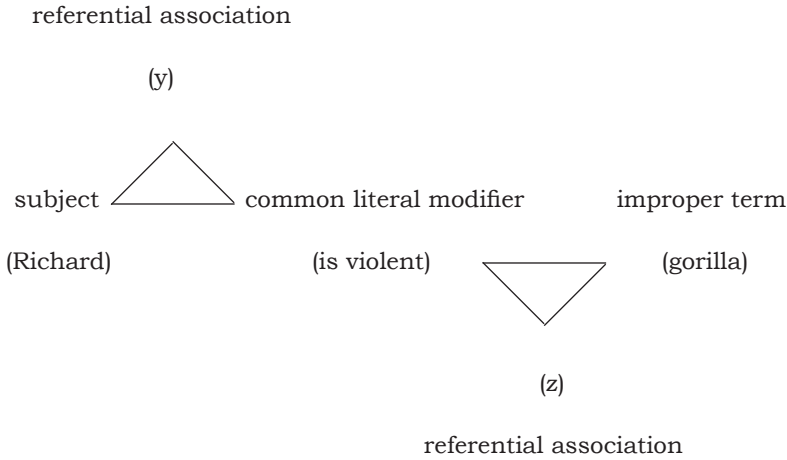 referential association
(y)
subject common literal modifier improper term
(Richard) (is violent) (gorilla)
(z)
referential association